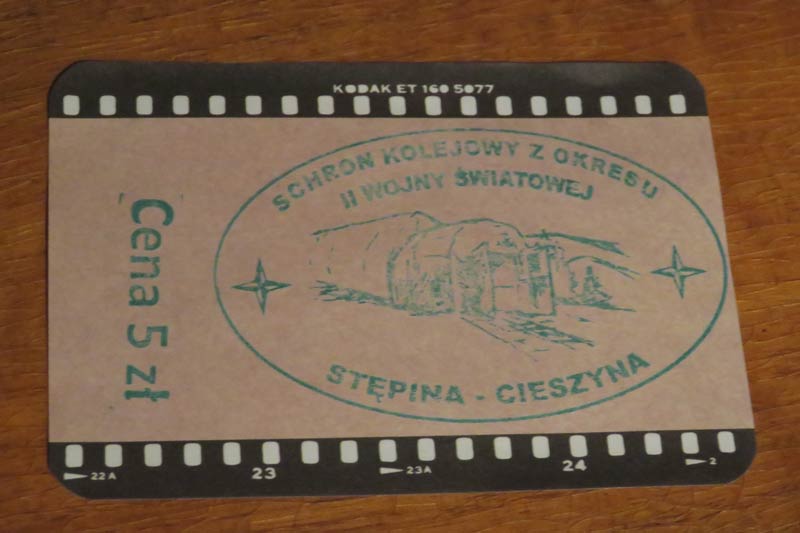 KODAK ET 160 5077
SCHRON KOLEJOWY Z OKRESU
II WOJNY ŚWIATOWEJ
STĘPINA - CIESZYNA
Cena 5 zł
22A 23 23A 24 2